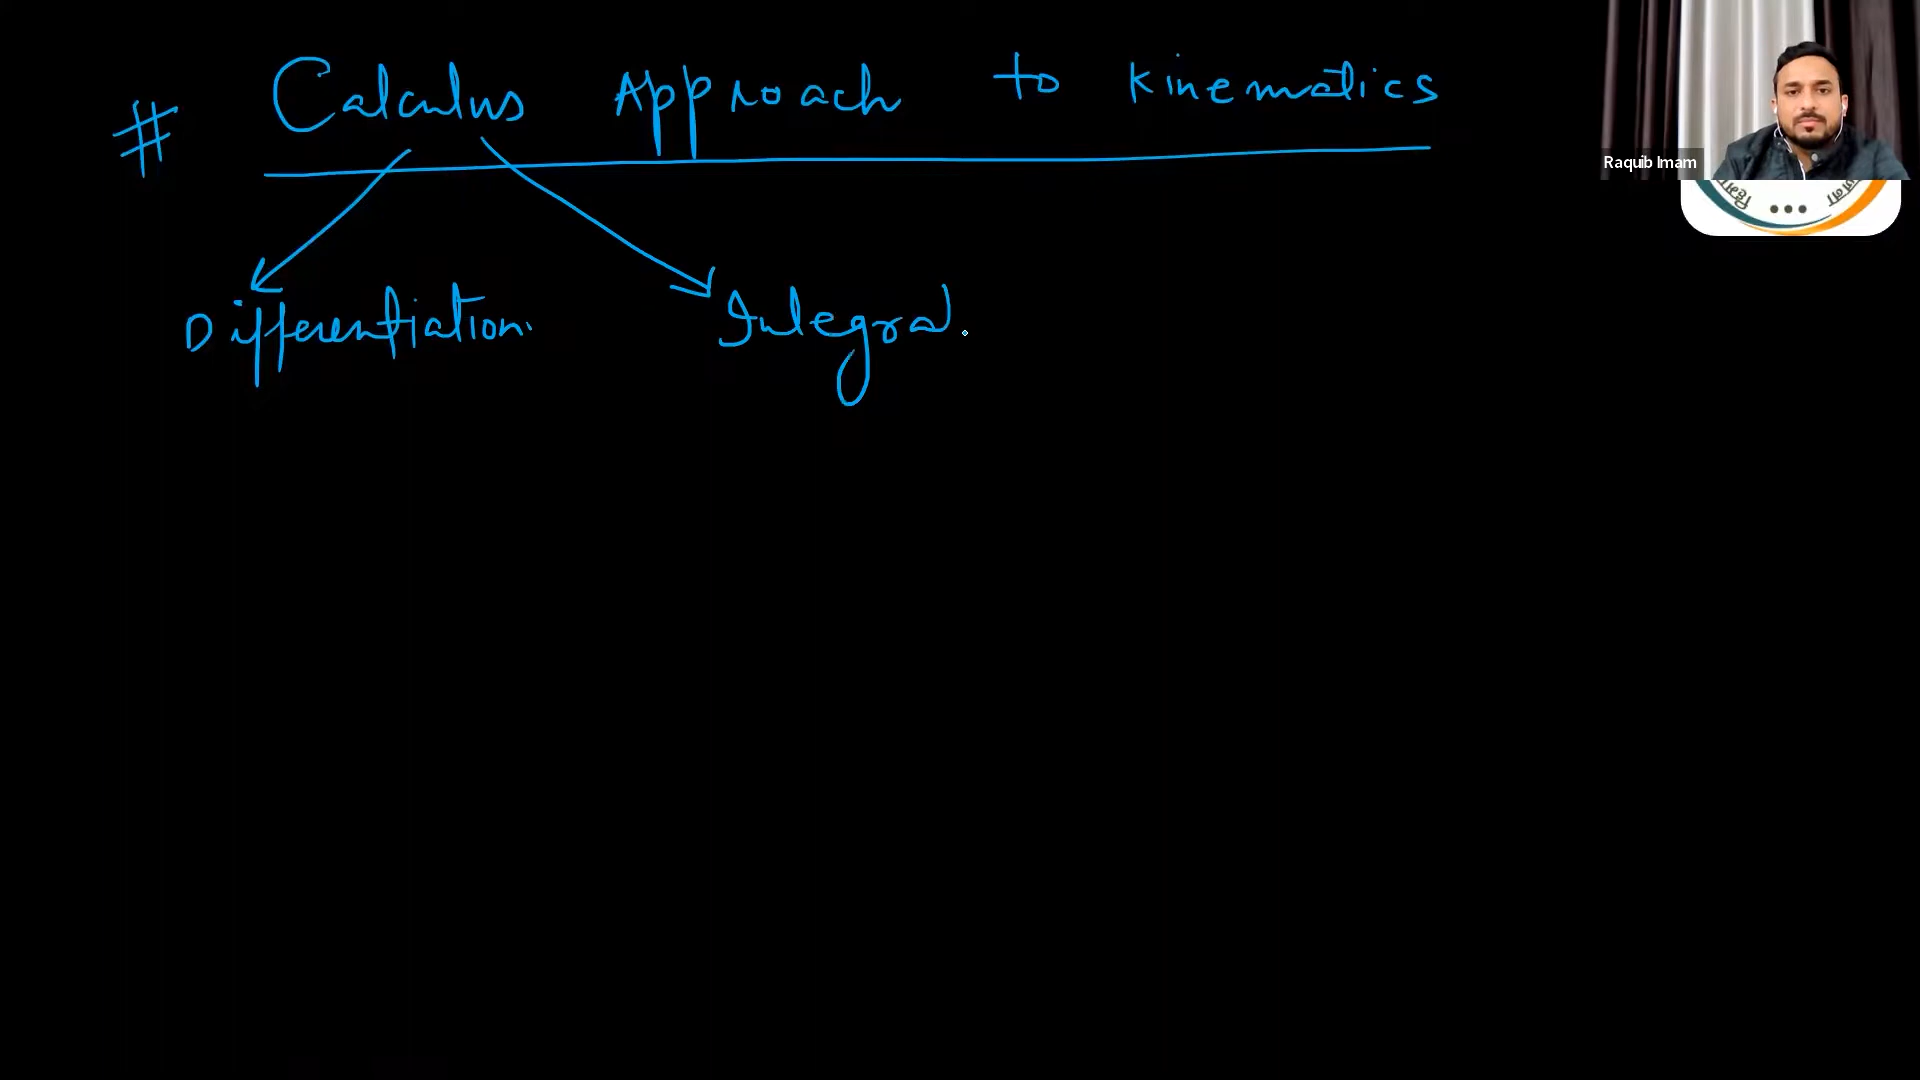 # Calculus Approach to Kinematics
Differentiation.
Integral.
Raquib Imam